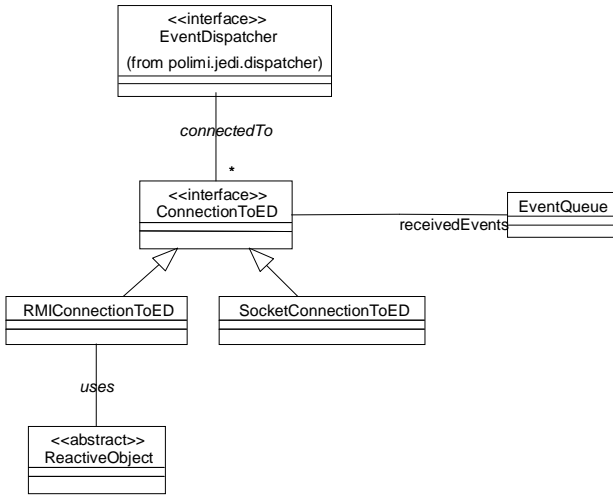 <<interface>>
EventDispatcher
(from polimi.jedi.dispatcher)
connectedTo
*
<<interface>>
ConnectionToED
EventQueue
receivedEvents
RMIConnectionToED
SocketConnectionToED
uses
<<abstract>>
ReactiveObject